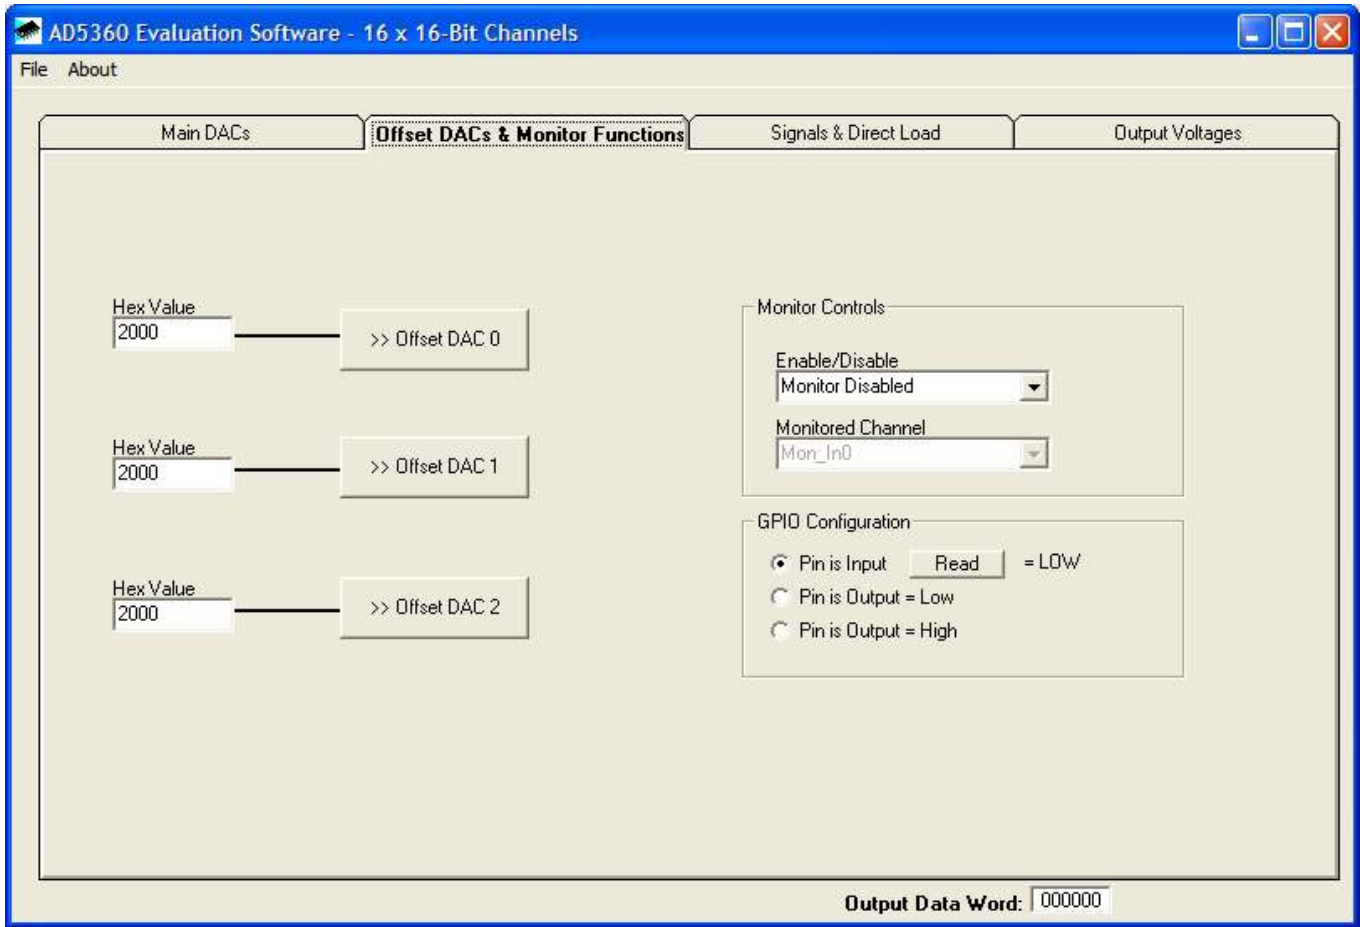 AD5360 Evaluation Software - 16 x 16-Bit Channels
File About
Main DACs Offset DACs & Monitor Functions Signals & Direct Load Output Voltages
Hex Value
2000
>> Offset DAC 0
Hex Value
2000
>> Offset DAC 1
Hex Value
2000
>> Offset DAC 2
Monitor Controls
Enable/Disable
Monitor Disabled
Monitored Channel
Mon_In0
GPIO Configuration
Pin is Input Read = LOW
Pin is Output = Low
Pin is Output = High
Output Data Word: 000000